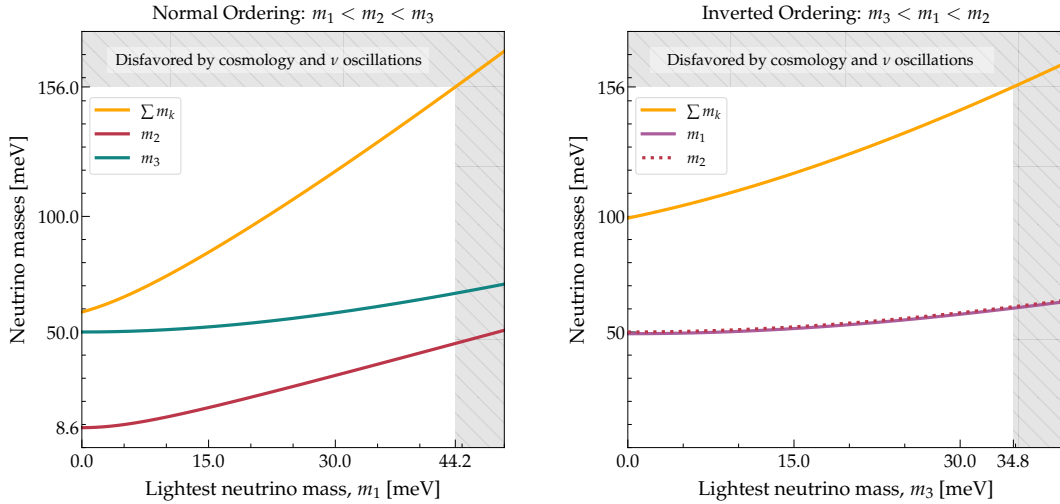 Normal Ordering: m₁ < m₂ < m₃
Disfavored by cosmology and ν oscillations
156.0
100.0
50.0
8.6
∑ mₖ
m₂
m₃
Neutrino masses [meV]
0.0 15.0 30.0 44.2
Lightest neutrino mass, m₁ [meV]
Inverted Ordering: m₃ < m₁ < m₂
Disfavored by cosmology and ν oscillations
156
100
50
∑ mₖ
m₁
m₂
Neutrino masses [meV]
0.0 15.0 30.0 34.8
Lightest neutrino mass, m₃ [meV]